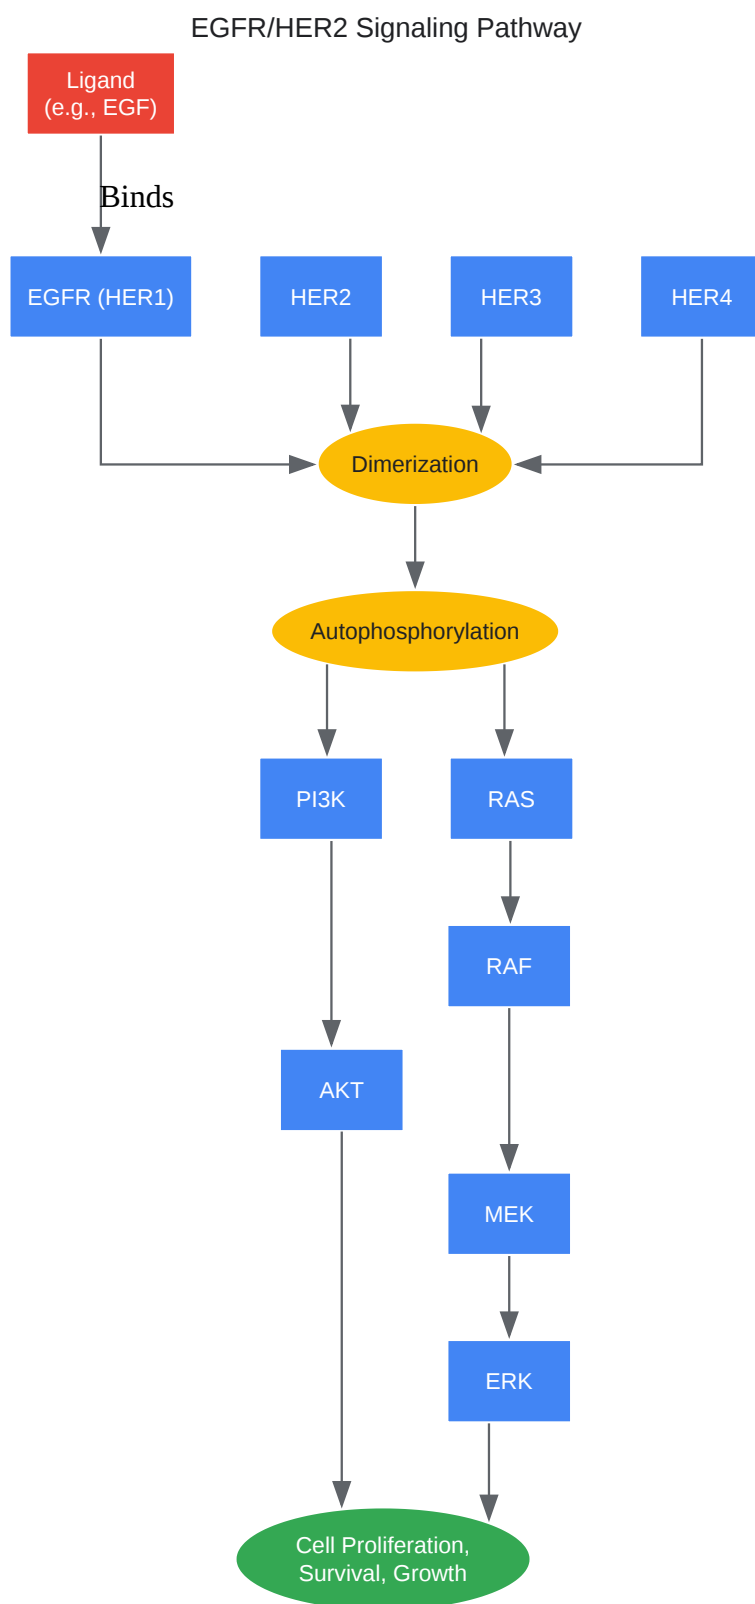 EGFR/HER2 Signaling Pathway
Ligand
(e.g., EGF)
Binds
EGFR (HER1)
HER2
HER3
HER4
Dimerization
Autophosphorylation
PI3K
RAS
RAF
AKT
MEK
ERK
Cell Proliferation,
Survival, Growth